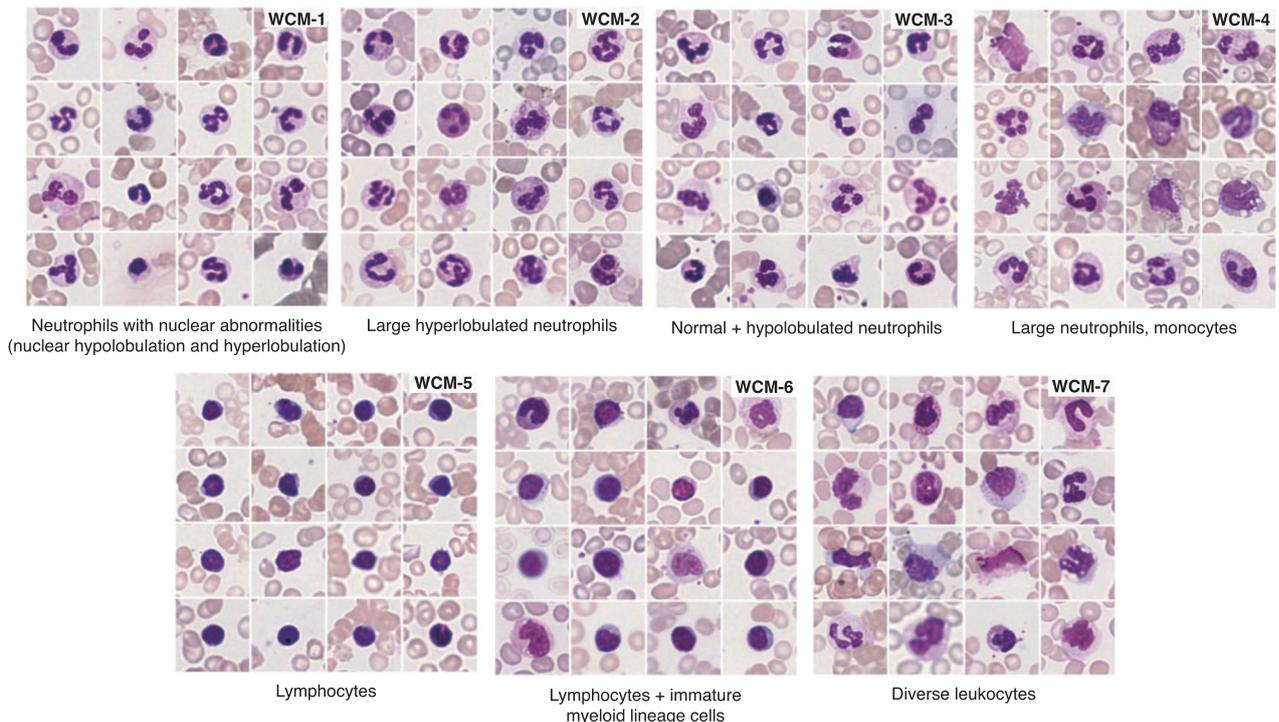 WCM-1
WCM-2
WCM-3
WCM-4
Neutrophils with nuclear abnormalities
(nuclear hypolobulation and hyperlobulation)
Large hyperlobulated neutrophils
Normal + hypolobulated neutrophils
Large neutrophils, monocytes
WCM-5
WCM-6
WCM-7
Lymphocytes
Lymphocytes + immature
myeloid lineage cells
Diverse leukocytes